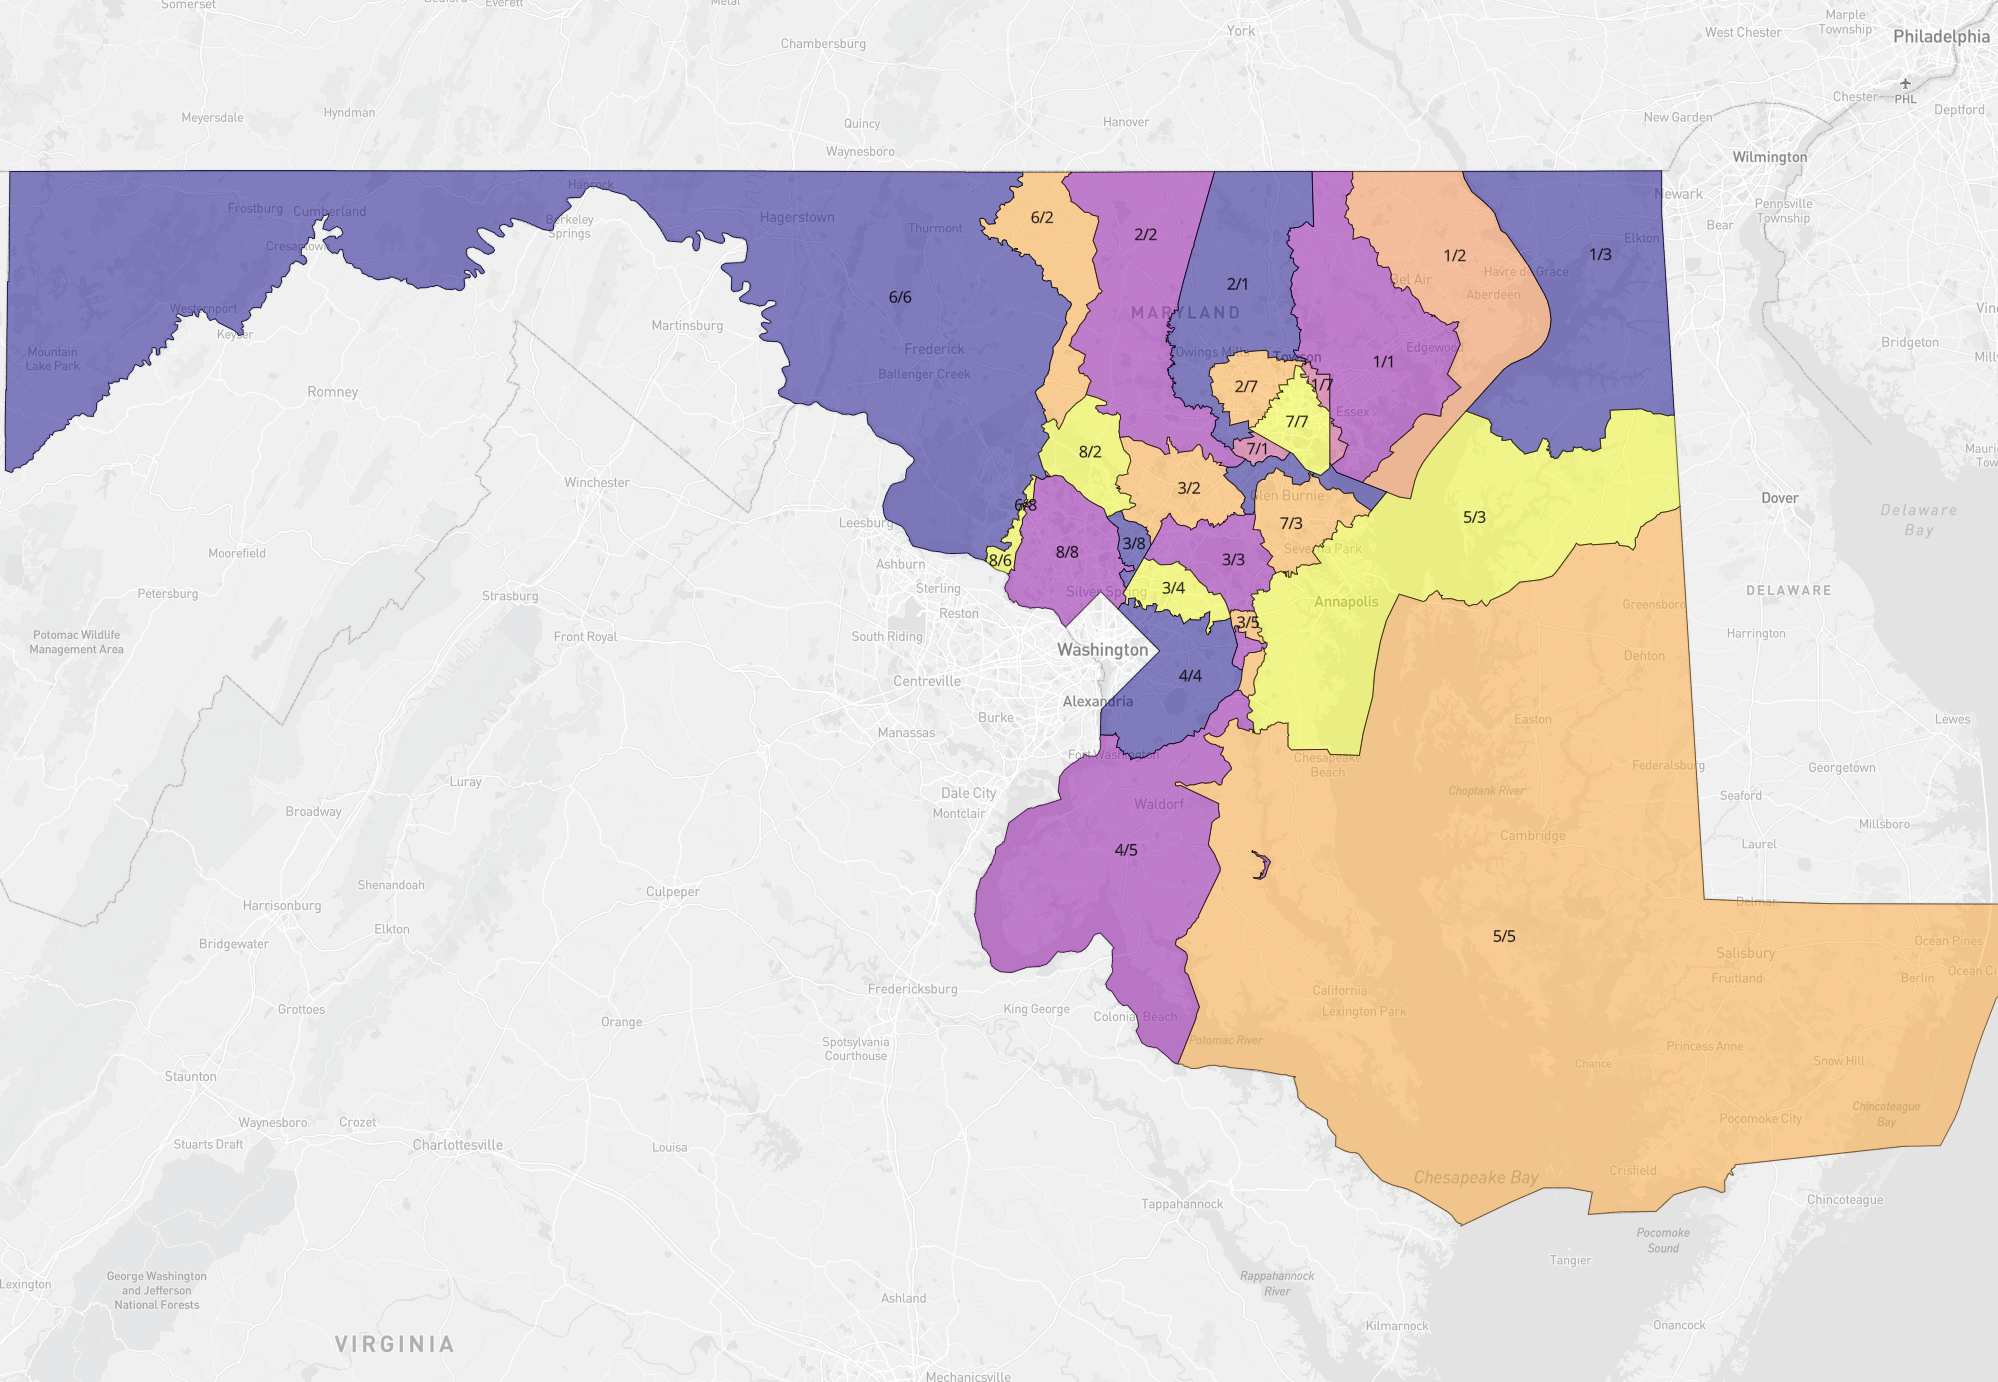 Somerset
Everett
Metal
York
Marple
Township
West Chester
Philadelphia
Chambersburg
PHL
Chester
Deptford
Meyersdale
Hyndman
Quincy
Hanover
New Garden
Waynesboro
Wilmington
Hancock
Newark
Pennsville
Township
Bear
Frostburg
Cumberland
Berkeley
Springs
Hagerstown
Thurmont
6/2
2/2
Elkton
1/3
Cresaptown
1/2
Havre de Grace
Bel Air
Aberdeen
2/1
6/6
Westernport
Keyser
Martinsburg
MARYLAND
Bridgeton
Mountain
Lake Park
Frederick
Ballenger Creek
Owings Mills
Towson
Edgewood
1/1
Romney
2/7
1/7
Essex
7/7
8/2
7/1
Winchester
3/2
Glen Burnie
Dover
6/8
Leesburg
5/3
Delaware
Bay
7/3
Severna Park
Moorefield
3/8
8/8
8/6
3/3
Ashburn
Petersburg
Strasburg
Sterling
Silver Spring
3/4
Annapolis
DELAWARE
Reston
Greensboro
Potomac Wildlife
Management Area
Front Royal
South Riding
3/5
Harrington
Washington
Denton
Centreville
4/4
Alexandria
Burke
Easton
Lewes
Manassas
Fort Washington
Chesapeake
Beach
Federalsburg
Georgetown
Luray
Dale City
Montclair
Choptank River
Seaford
Broadway
Waldorf
Cambridge
Millsboro
Laurel
4/5
Shenandoah
Culpeper
Harrisonburg
Delmar
Elkton
Bridgewater
5/5
Ocean Pines
Salisbury
Fruitland
Berlin
Ocean Ci
Fredericksburg
California
Grottoes
King George
Colonial Beach
Lexington Park
Orange
Spotsylvania
Courthouse
Potomac River
Princess Anne
Snow Hill
Chance
Staunton
Chincoteague
Bay
Waynesboro
Crozet
Pocomoke City
Stuarts Draft
Charlottesville
Louisa
Crisfield
Chesapeake Bay
Tappahannock
Chincoteague
Pocomoke
Sound
Tangier
Lexington
George Washington
and Jefferson
National Forests
Rappahannock
River
Ashland
Kilmarnock
Onancock
VIRGINIA
Mechanicsville